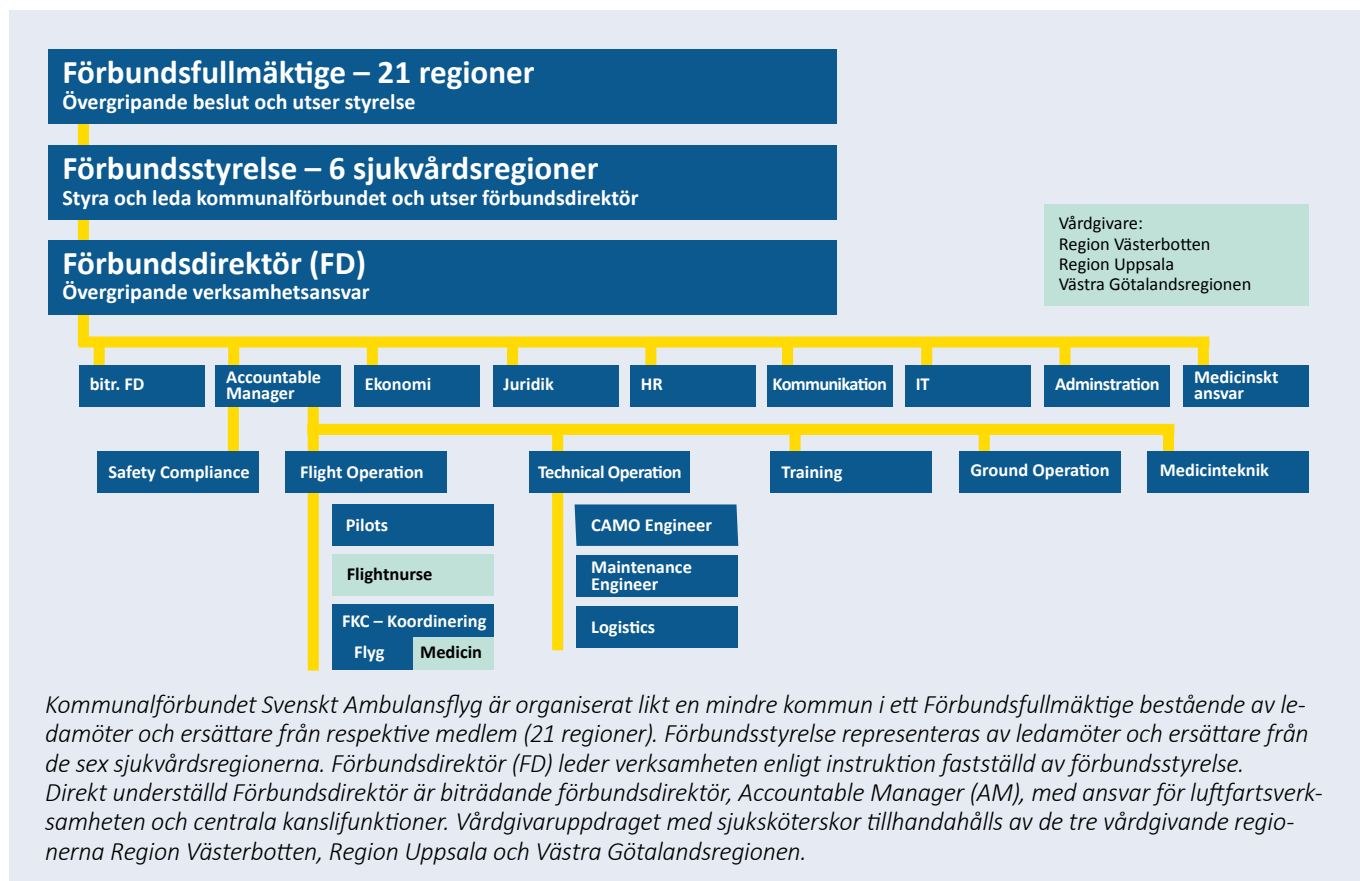 Förbundsfullmäktige – 21 regioner
Övergripande beslut och utser styrelse
Förbundsstyrelse – 6 sjukvårdsregioner
Styra och leda kommunalförbundet och utser förbundsdirektör
Förbundsdirektör (FD)
Övergripande verksamhetsansvar
Vårdgivare:
Region Västerbotten
Region Uppsala
Västra Götalandsregionen
bitr. FD
Accountable
Manager
Ekonomi
Juridik
HR
Kommunikation
IT
Adminstration
Medicinskt
ansvar
Safety Compliance
Flight Operation
Technical Operation
Training
Ground Operation
Medicinteknik
Pilots
Flightnurse
FKC – Koordinering
Flyg
Medicin
CAMO Engineer
Maintenance
Engineer
Logistics
Kommunalförbundet Svenskt Ambulansflyg är organiserat likt en mindre kommun i ett Förbundsfullmäktige bestående av le-
damöter och ersättare från respektive medlem (21 regioner). Förbundsstyrelse representeras av ledamöter och ersättare från
de sex sjukvårdsregionerna. Förbundsdirektör (FD) leder verksamheten enligt instruktion fastställd av förbundsstyrelse.
Direkt underställd Förbundsdirektör är biträdande förbundsdirektör, Accountable Manager (AM), med ansvar för luftfartsverk-
samheten och centrala kanslifunktioner. Vårdgivaruppdraget med sjuksköterskor tillhandahålls av de tre vårdgivande regio-
nerna Region Västerbotten, Region Uppsala och Västra Götalandsregionen.